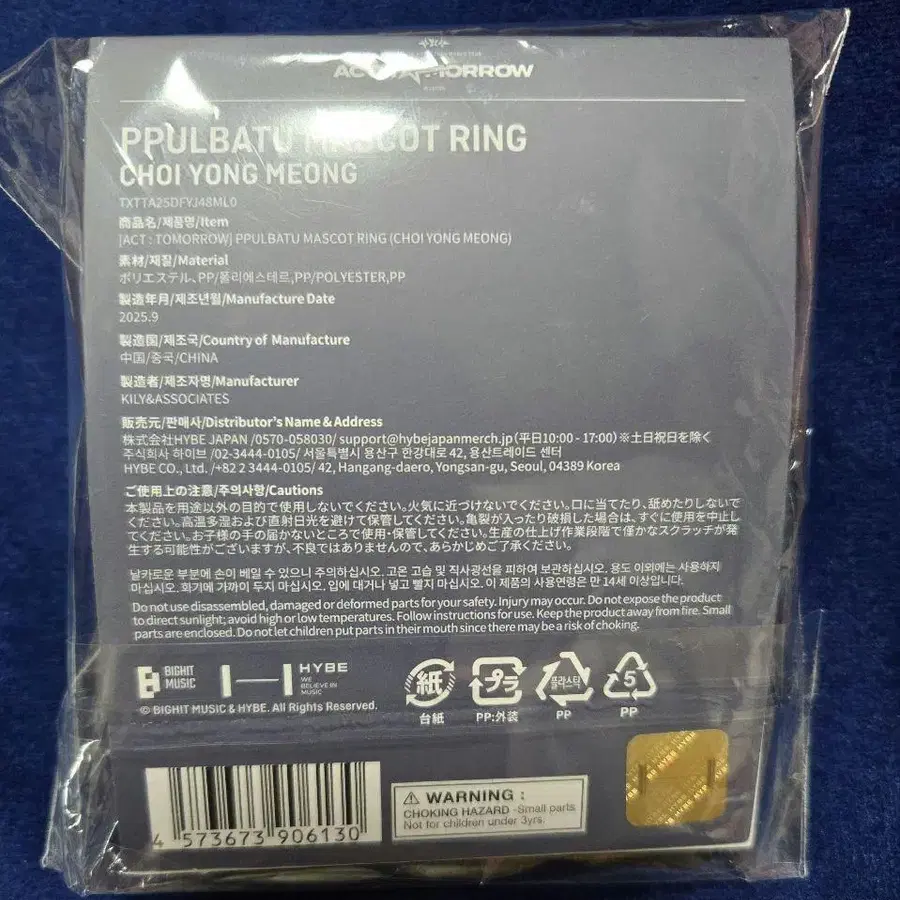 ACT : TOMORROW
PPULBATU MASCOT RING
CHOI YONG MEONG
TXTTA25DFYJ48ML0
商品名/제품명/Item
[ACT : TOMORROW] PPULBATU MASCOT RING (CHOI YONG MEONG)
素材/재질/Material
ポリエステル、PP/폴리에스테르,PP/POLYESTER,PP
製造年月/제조년월/Manufacture Date
2025.9
製造国/제조국/Country of Manufacture
中国/중국/CHINA
製造者/제조자명/Manufacturer
KILY&ASSOCIATES
販売元/판매사/Distributor's Name & Address
株式会社HYBE JAPAN /0570-058030/ support@hybejapanmerch.jp(平日10:00 - 17:00)※土日祝日を除く
주식회사 하이브 /02-3444-0105/ 서울특별시 용산구 한강대로 42, 용산트레이드 센터
HYBE CO., Ltd. /+82 2 3444-0105/ 42, Hangang-daero, Yongsan-gu, Seoul, 04389 Korea
ご使用上の注意/주의사항/Cautions
本製品を用途以外の目的で使用しないでください。火気に近づけないでください。口に当てたり、舐めたりしないで
ください。高温多湿および直射日光を避けて保管してください。亀裂が入ったり破損した場合は、すぐに使用を中止し
てください。お子様の手の届かないところで使用・保管してください。生産の仕上げ作業段階で僅かなスクラッチが発
生する可能性がございますが、不良ではありませんので、あらかじめご了承ください。
날카로운 부분에 손이 베일 수 있으니 주의하십시오. 고온 고습 및 직사광선을 피하여 보관하십시오. 용도 이외에는 사용하지
마십시오. 화기에 가까이 두지 마십시오. 입에 대거나 넣고 빨지 마십시오. 이 제품의 사용연령은 만 14세 이상입니다.
Do not use disassembled, damaged or deformed parts for your safety. Injury may occur. Do not expose the product
to direct sunlight; avoid high or low temperatures. Follow instructions for use. Keep the product away from fire. Small
parts are enclosed. Do not let children put parts in their mouth since there may be a risk of choking.
BIGHIT MUSIC
HYBE
WE BELIEVE IN MUSIC
© BIGHIT MUSIC & HYBE. All Rights Reserved.
紙
台紙
プラ
PP:外装
플라스틱
PP
5
PP
4 573673 906130
WARNING :
CHOKING HAZARD -Small parts
Not for children under 3yrs.